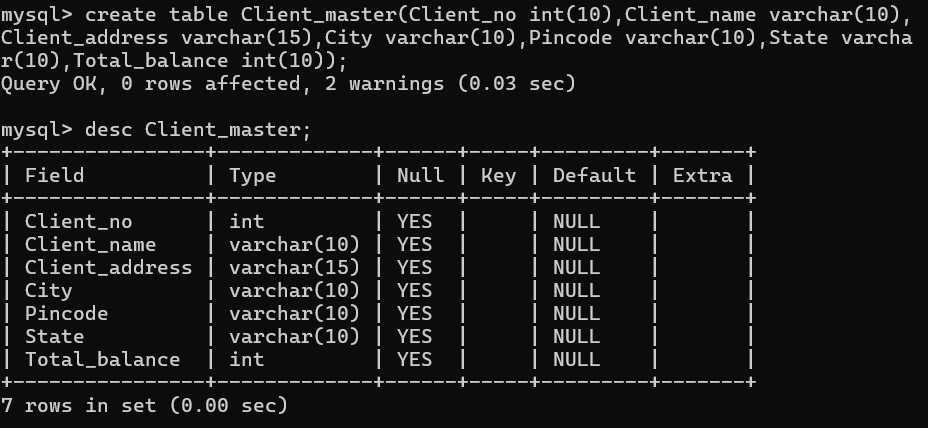 mysql> create table Client_master(Client_no int(10),Client_name varchar(10),
Client_address varchar(15),City varchar(10),Pincode varchar(10),State varcha
r(10),Total_balance int(10));
Query OK, 0 rows affected, 2 warnings (0.03 sec)

mysql> desc Client_master;
+----------------+-------------+------+-----+---------+-------+
| Field          | Type        | Null | Key | Default | Extra |
+----------------+-------------+------+-----+---------+-------+
| Client_no      | int         | YES  |     | NULL    |       |
| Client_name    | varchar(10) | YES  |     | NULL    |       |
| Client_address | varchar(15) | YES  |     | NULL    |       |
| City           | varchar(10) | YES  |     | NULL    |       |
| Pincode        | varchar(10) | YES  |     | NULL    |       |
| State          | varchar(10) | YES  |     | NULL    |       |
| Total_balance  | int         | YES  |     | NULL    |       |
+----------------+-------------+------+-----+---------+-------+
7 rows in set (0.00 sec)